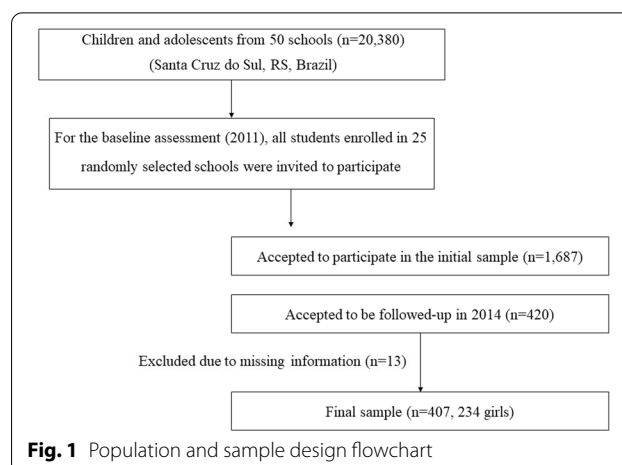 Children and adolescents from 50 schools (n=20,380)
(Santa Cruz do Sul, RS, Brazil)
For the baseline assessment (2011), all students enrolled in 25
randomly selected schools were invited to participate
Accepted to participate in the initial sample (n=1,687)
Accepted to be followed-up in 2014 (n=420)
Excluded due to missing information (n=13)
Final sample (n=407, 234 girls)
Fig. 1 Population and sample design flowchart